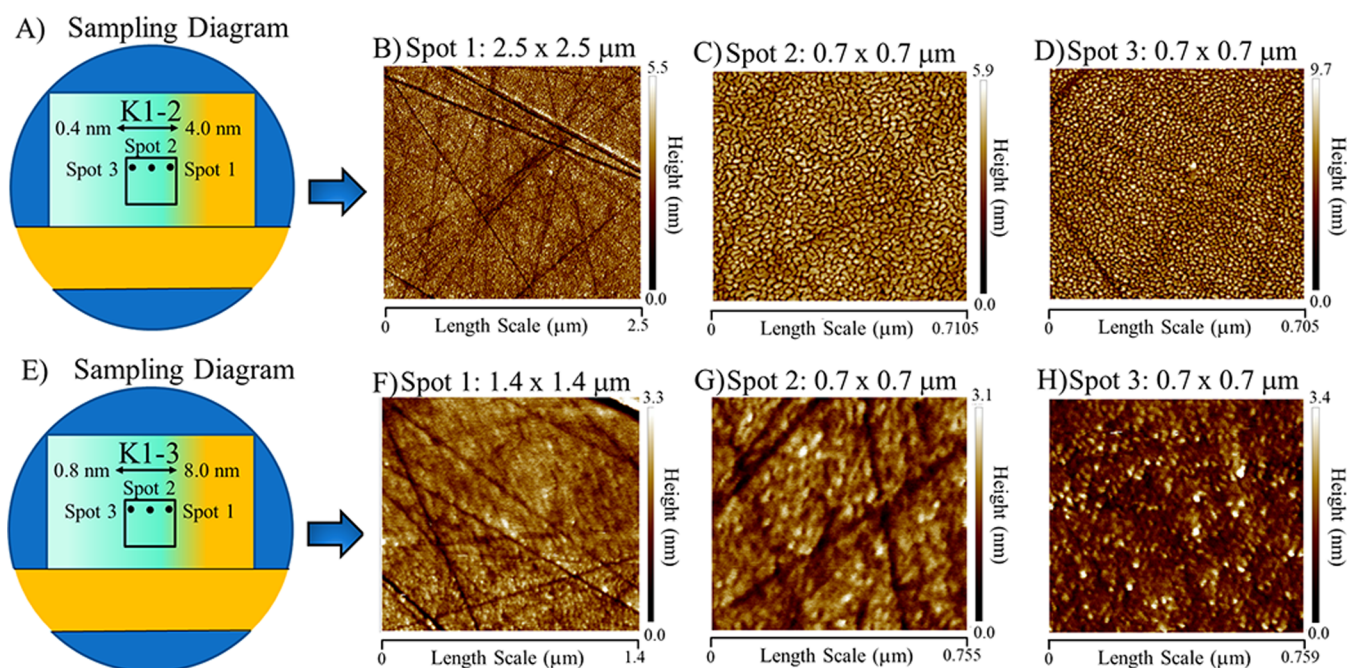 A) Sampling Diagram
K1-2
0.4 nm 4.0 nm
Spot 2
Spot 3 Spot 1
B) Spot 1: 2.5 x 2.5 µm
5.5
Height (nm)
0.0
0 Length Scale (µm) 2.5
C) Spot 2: 0.7 x 0.7 µm
5.9
Height (nm)
0.0
0 Length Scale (µm) 0.7105
D) Spot 3: 0.7 x 0.7 µm
9.7
Height (nm)
0.0
0 Length Scale (µm) 0.705
E) Sampling Diagram
K1-3
0.8 nm 8.0 nm
Spot 2
Spot 3 Spot 1
F) Spot 1: 1.4 x 1.4 µm
3.3
Height (nm)
0.0
0 Length Scale (µm) 1.4
G) Spot 2: 0.7 x 0.7 µm
3.1
Height (nm)
0.0
0 Length Scale (µm) 0.755
H) Spot 3: 0.7 x 0.7 µm
3.4
Height (nm)
0.0
0 Length Scale (µm) 0.759